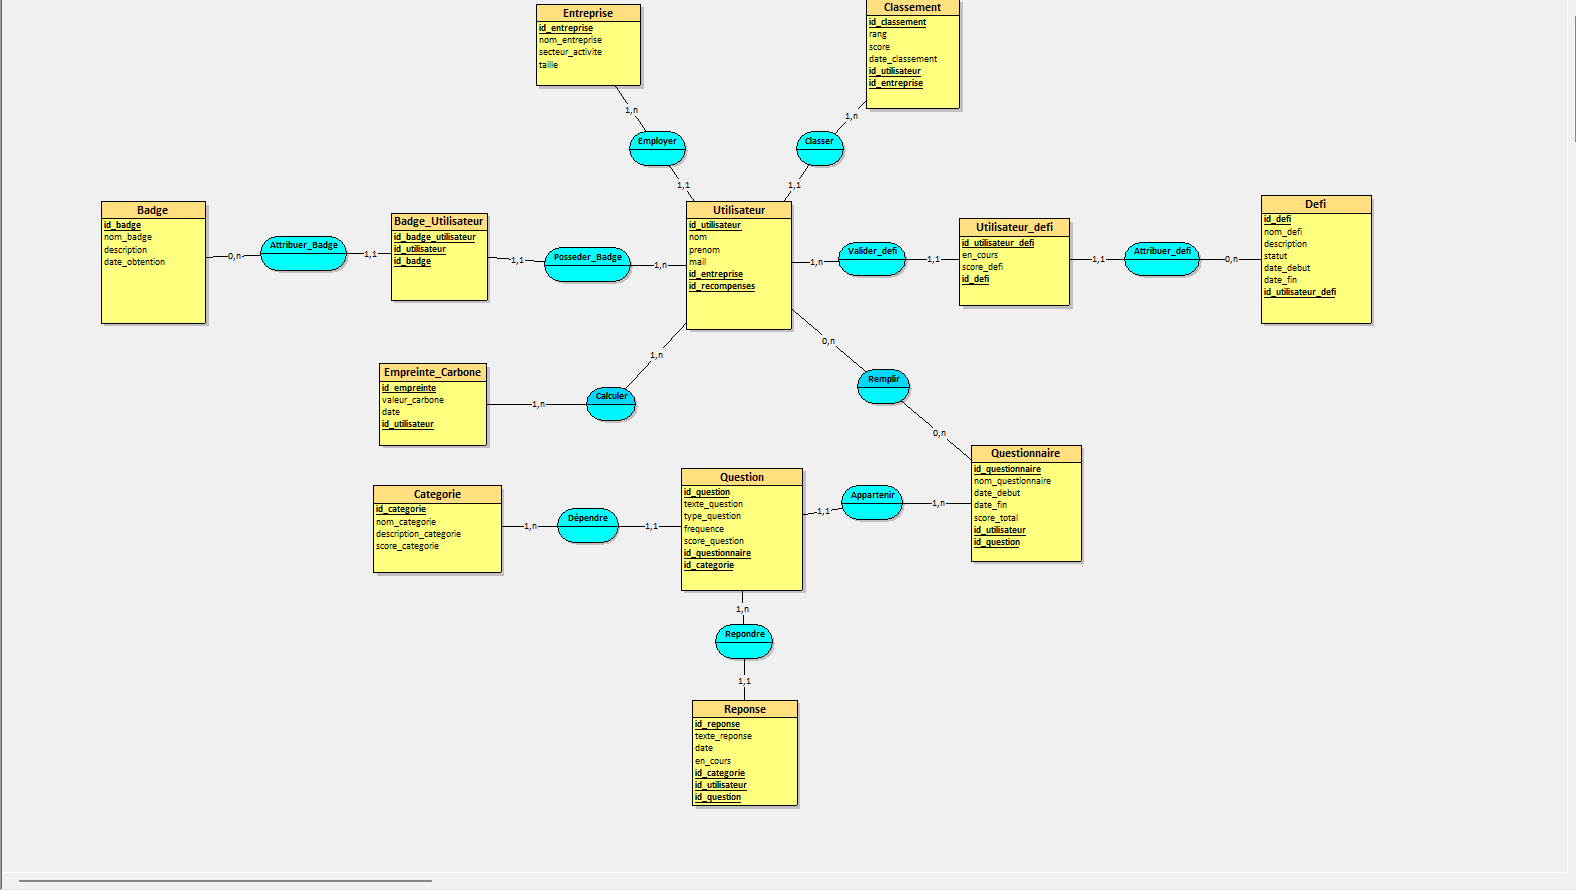 Entreprise
id_entreprise
nom_entreprise
secteur_activite
taille
Classement
id_classement
rang
score
date_classement
id_utilisateur
id_entreprise
1,n
1,n
Employer
Classer
1,1
1,1
Badge
id_badge
nom_badge
description
date_obtention
0,n
Attribuer_Badge
1,1
Badge_Utilisateur
id_badge_utilisateur
id_utilisateur
id_badge
1,1
Posseder_Badge
1,n
Utilisateur
id_utilisateur
nom
prenom
mail
id_entreprise
id_recompenses
1,n
Valider_defi
1,1
Utilisateur_defi
id_utilisateur_defi
en_cours
score_defi
id_defi
1,1
Attribuer_defi
0,n
Defi
id_defi
nom_defi
description
statut
date_debut
date_fin
id_utilisateur_defi
1,n
0,n
Empreinte_Carbone
id_empreinte
valeur_carbone
date
id_utilisateur
1,n
Calculer
Remplir
0,n
Categorie
id_categorie
nom_categorie
description_categorie
score_categorie
1,n
Dépendre
1,1
Question
id_question
texte_question
type_question
frequence
score_question
id_questionnaire
id_categorie
1,1
Appartenir
1,n
Questionnaire
id_questionnaire
nom_questionnaire
date_debut
date_fin
score_total
id_utilisateur
id_question
1,n
Repondre
1,1
Reponse
id_reponse
texte_reponse
date
en_cours
id_categorie
id_utilisateur
id_question